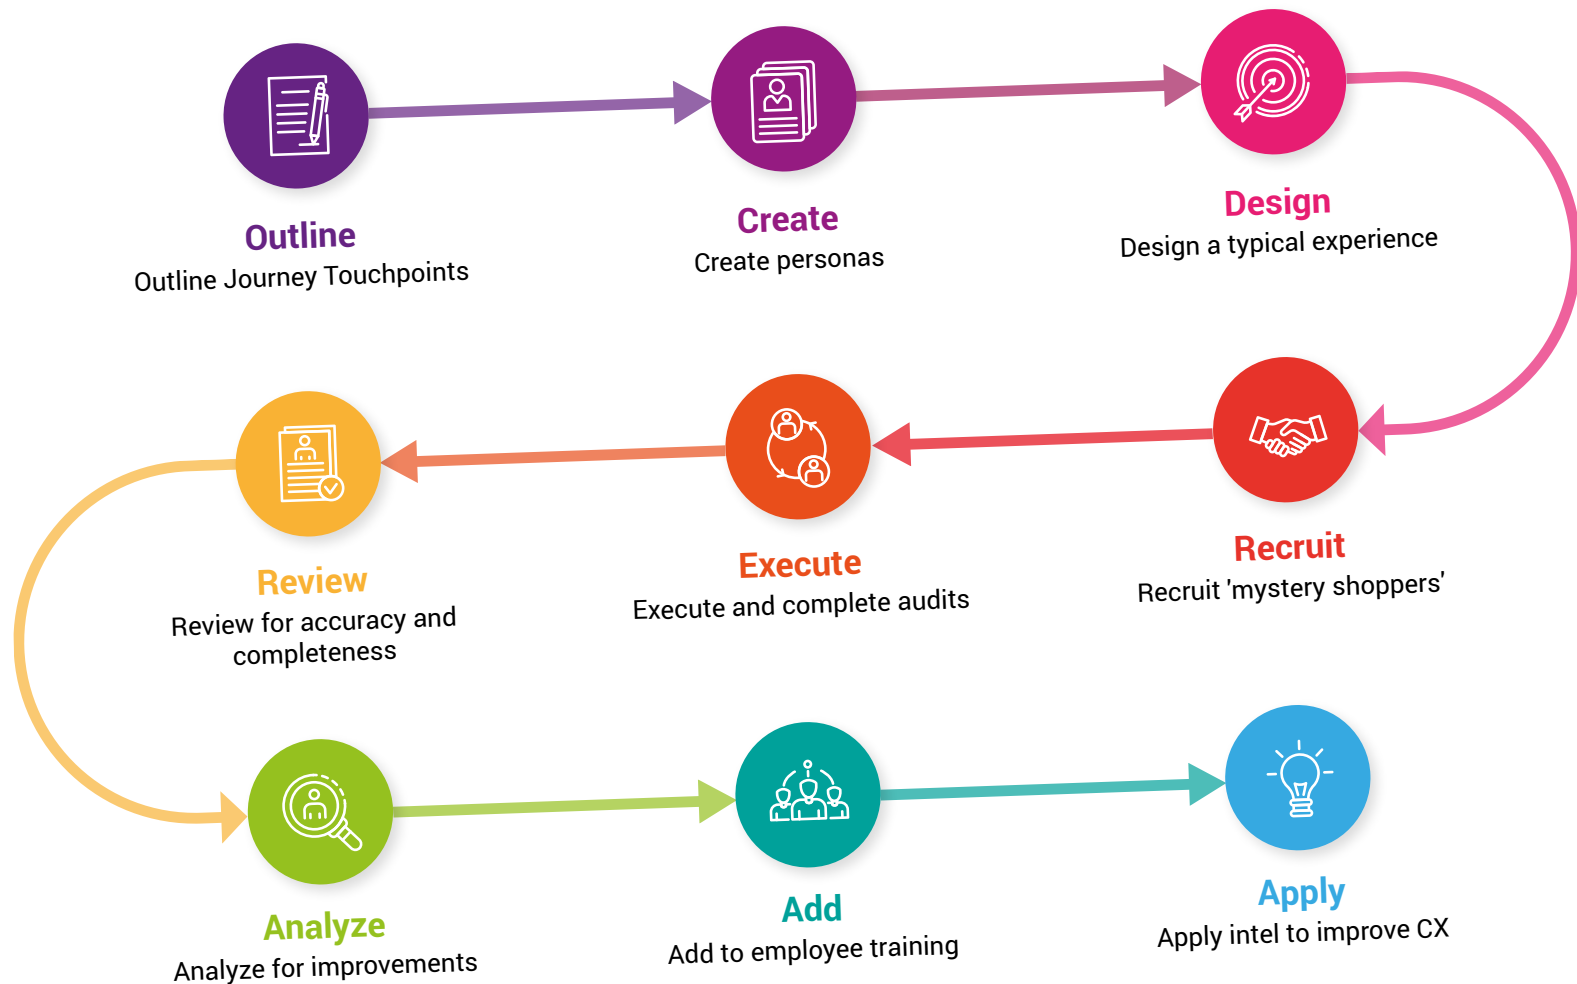 Outline
Outline Journey Touchpoints
Create
Create personas
Design
Design a typical experience
Recruit
Recruit 'mystery shoppers'
Execute
Execute and complete audits
Review
Review for accuracy and
completeness
Analyze
Analyze for improvements
Add
Add to employee training
Apply
Apply intel to improve CX